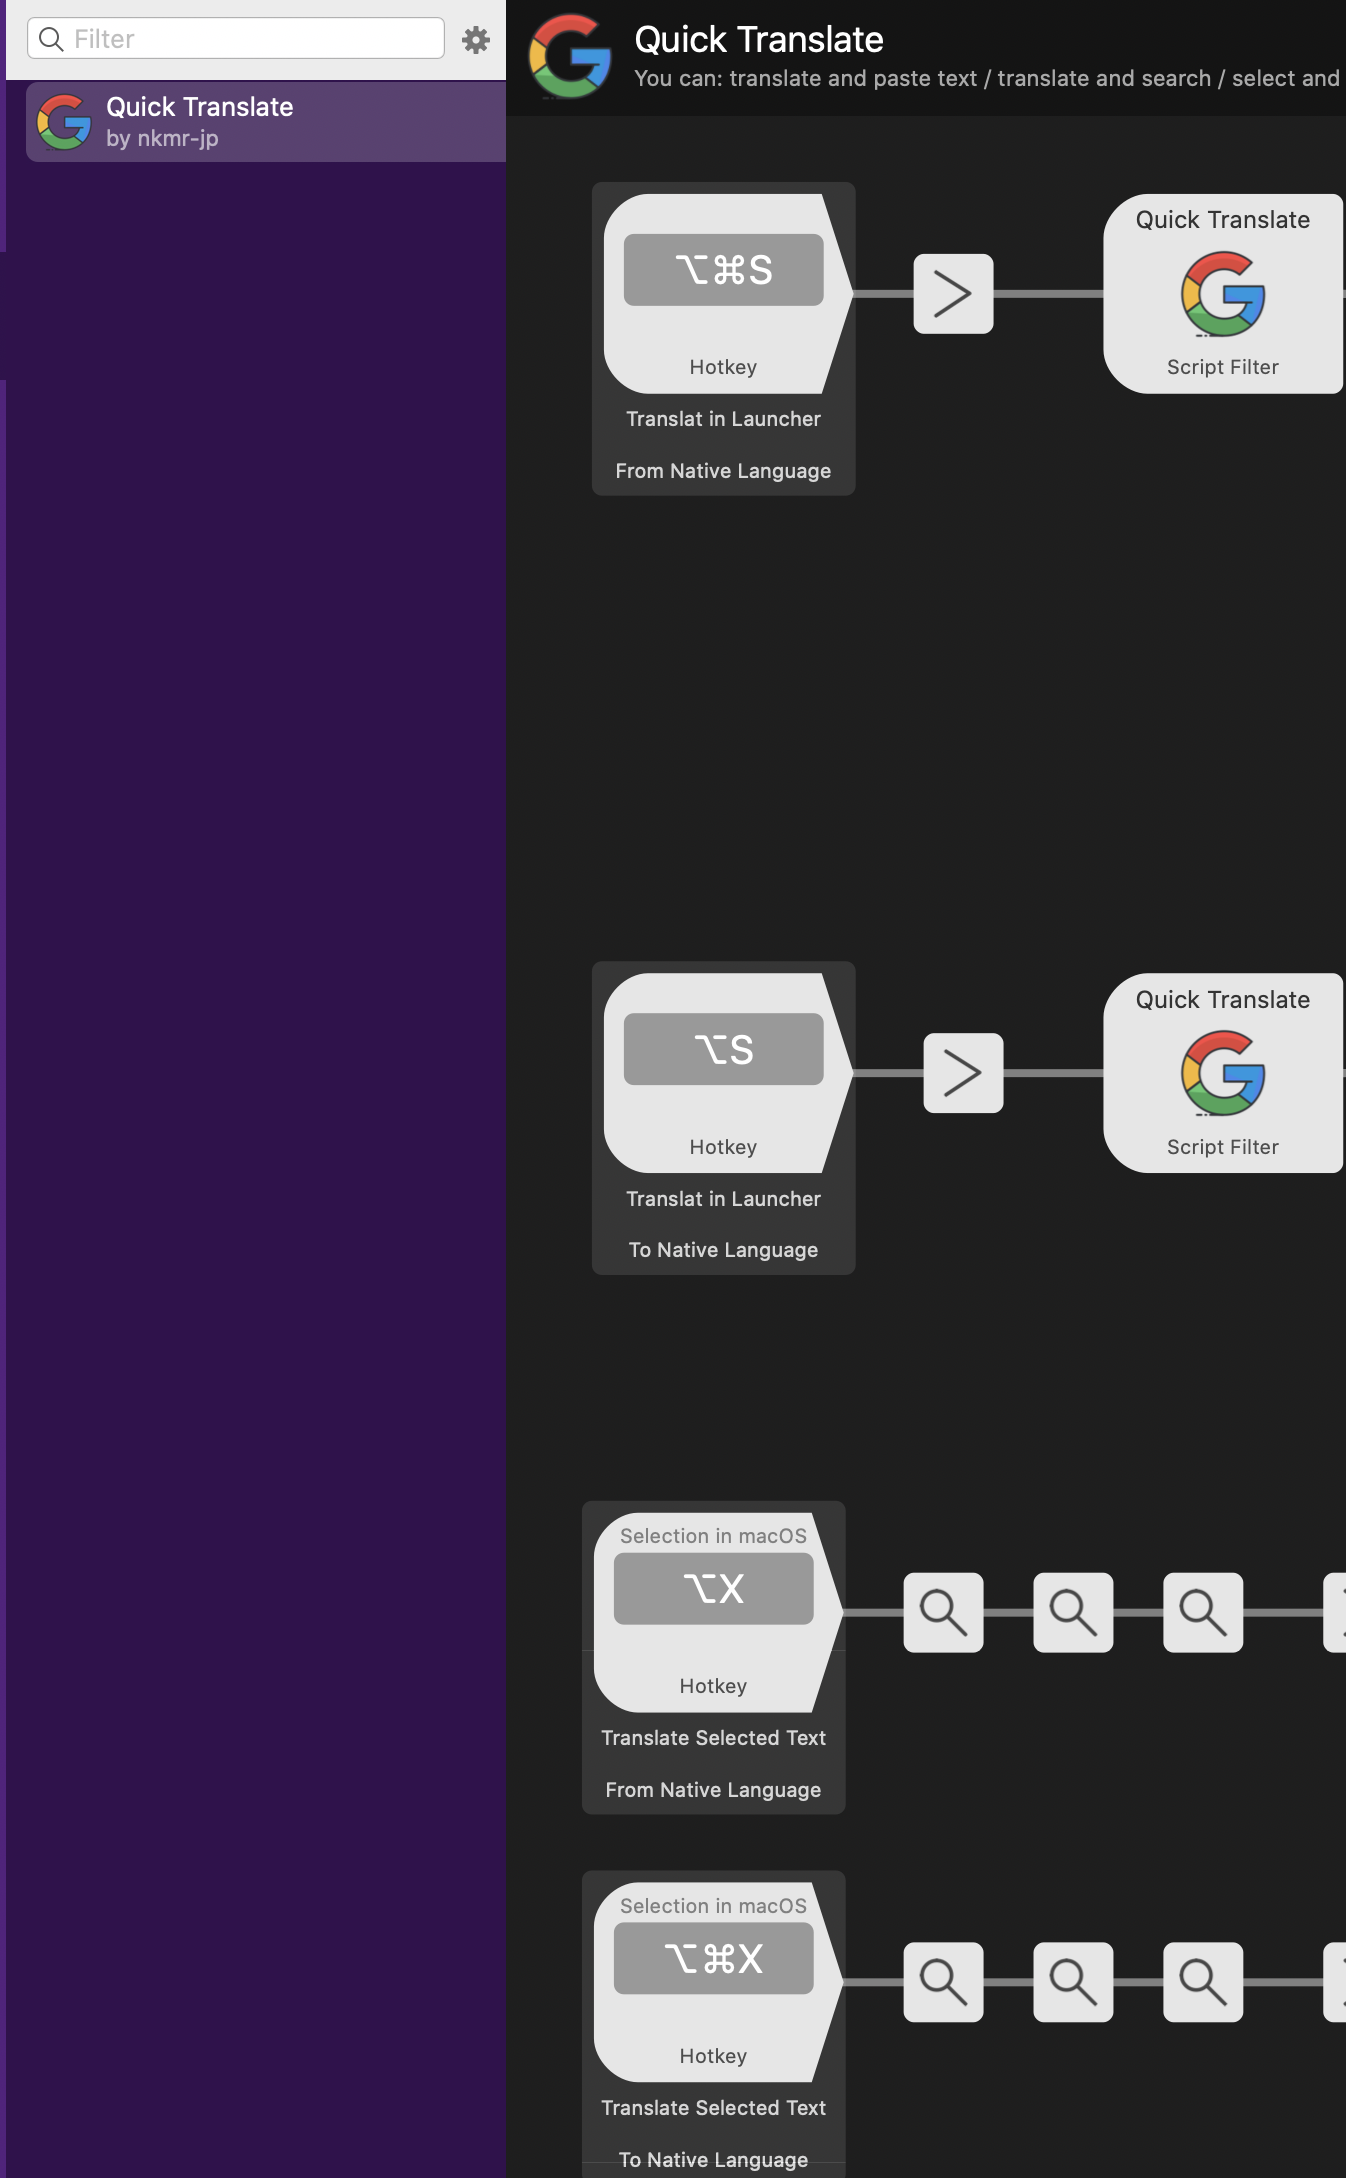 Filter
Quick Translate
by nkmr-jp
Quick Translate
You can: translate and paste text / translate and search / select and
⌥⌘S
Hotkey
Translat in Launcher
From Native Language
Quick Translate
Script Filter
⌥S
Hotkey
Translat in Launcher
To Native Language
Quick Translate
Script Filter
Selection in macOS
⌥X
Hotkey
Translate Selected Text
From Native Language
Selection in macOS
⌥⌘X
Hotkey
Translate Selected Text
To Native Language